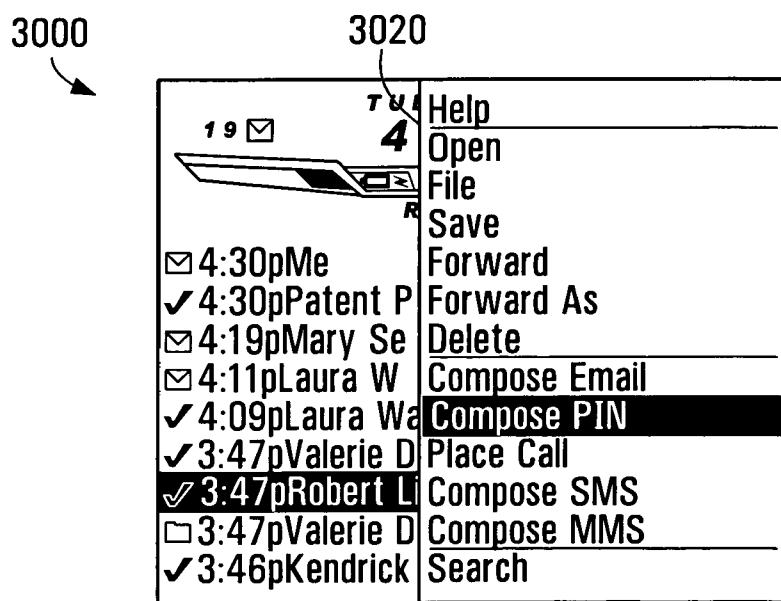 3000
3020
TUE
19
4
R
4:30pMe
4:30pPatent P
4:19pMary Se
4:11pLaura W
4:09pLaura Wa
3:47pValerie D
3:47pRobert Li
3:47pValerie D
3:46pKendrick
Help
Open
File
Save
Forward
Forward As
Delete
Compose Email
Compose PIN
Place Call
Compose SMS
Compose MMS
Search